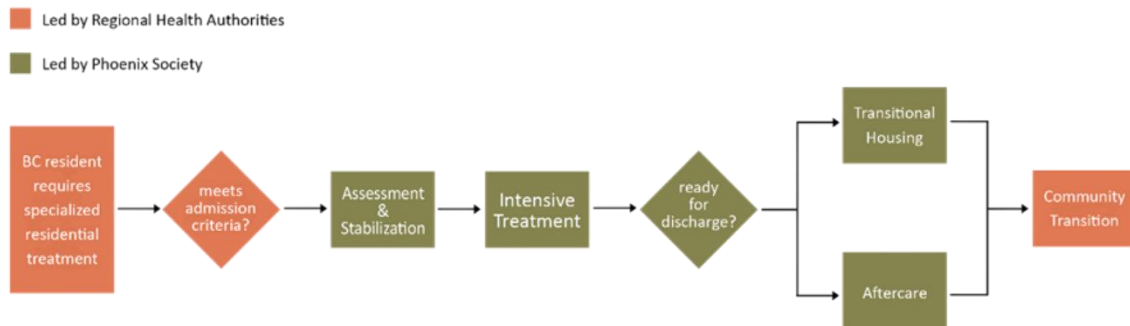 Led by Regional Health Authorities
Led by Phoenix Society
BC resident
requires
specialized
residential
treatment
meets
admission
criteria?
Assessment
&
Stabilization
Intensive
Treatment
ready
for
discharge?
Transitional
Housing
Aftercare
Community
Transition